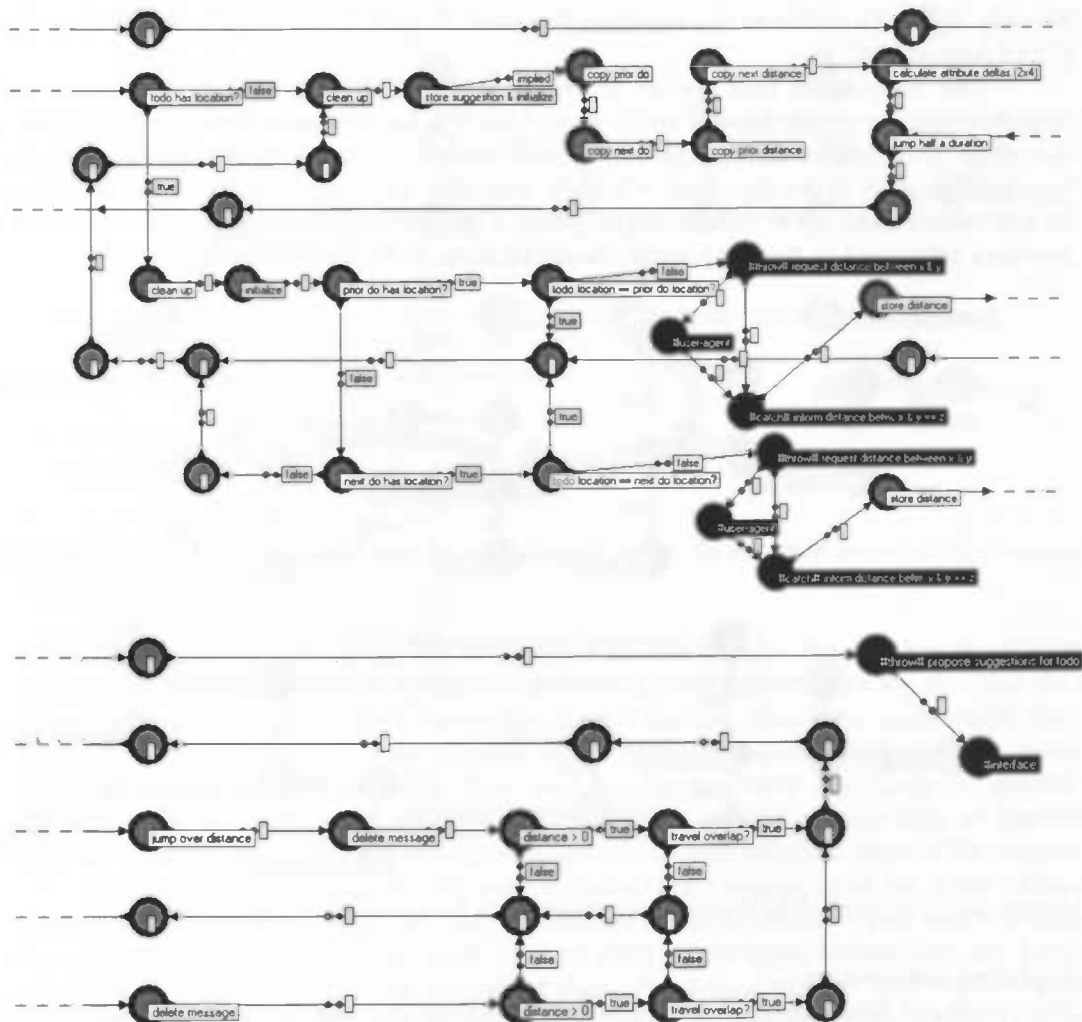 todo has location?
false
clean up
store suggestion & initialize
implied
copy prior do
copy next distance
calculate attribute deltas (2x4)
copy next do
copy prior distance
jump half a duration
true
clean up
initialize
prior do has location?
true
todo location == prior do location?
false
#throw# request distance between x & y
store distance
true
#user-agent
false
#catch# inform distance betw. x & y == z
true
false
next do has location?
true
todo location == next do location?
false
#throw# request distance between x & y
store distance
#user-agent
#catch# inform distance betw. x & y == z
#throw# propose suggestions for todo
#interface
jump over distance
delete message
distance > 0
true
travel overlap?
true
false
false
false
false
delete message
distance > 0
true
travel overlap?
true